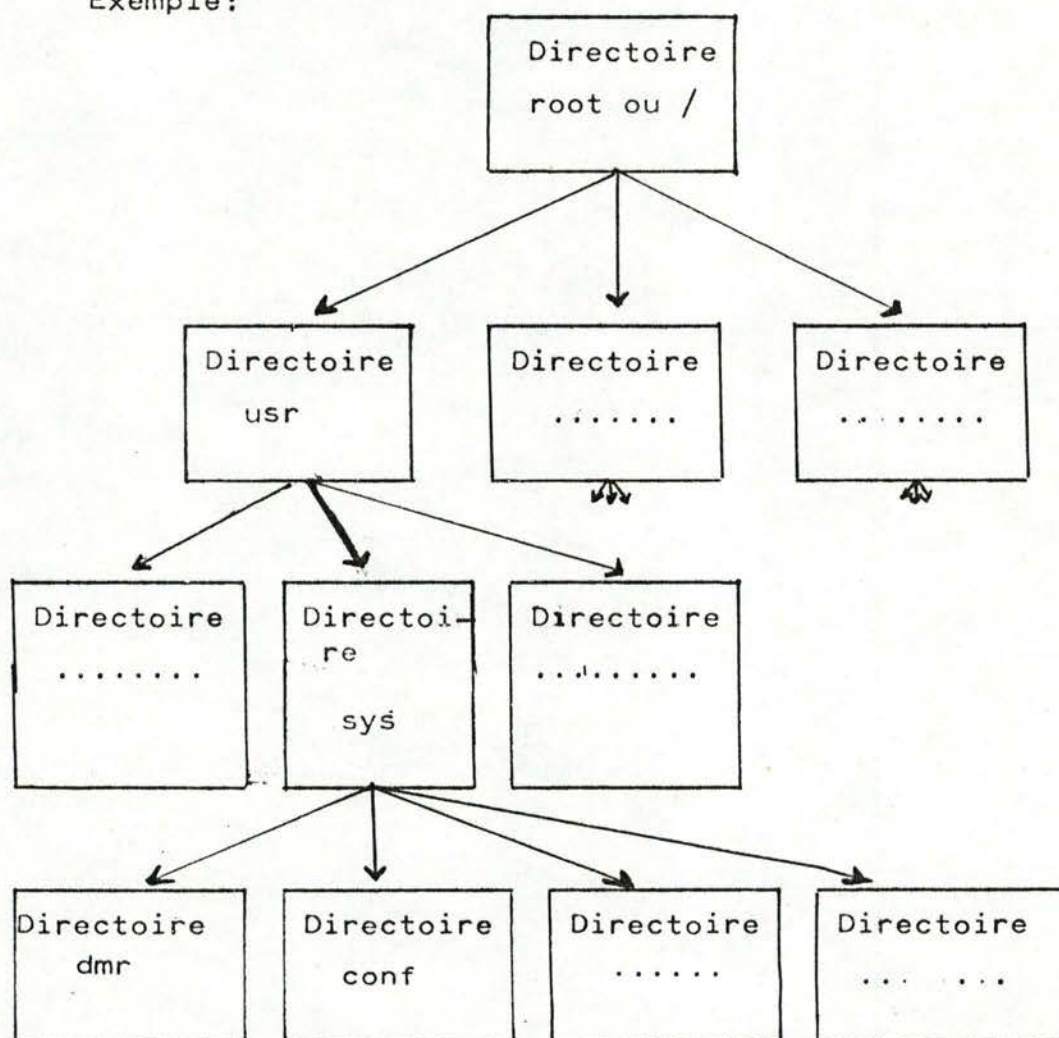 Exemple:
Directoire
root ou /
Directoire
usr
Directoire
.......
Directoire
........
Directoire
........
Directoi-
re
sys
Directoire
.........
Directoire
dmr
Directoire
conf
Directoire
......
Directoire
... ...